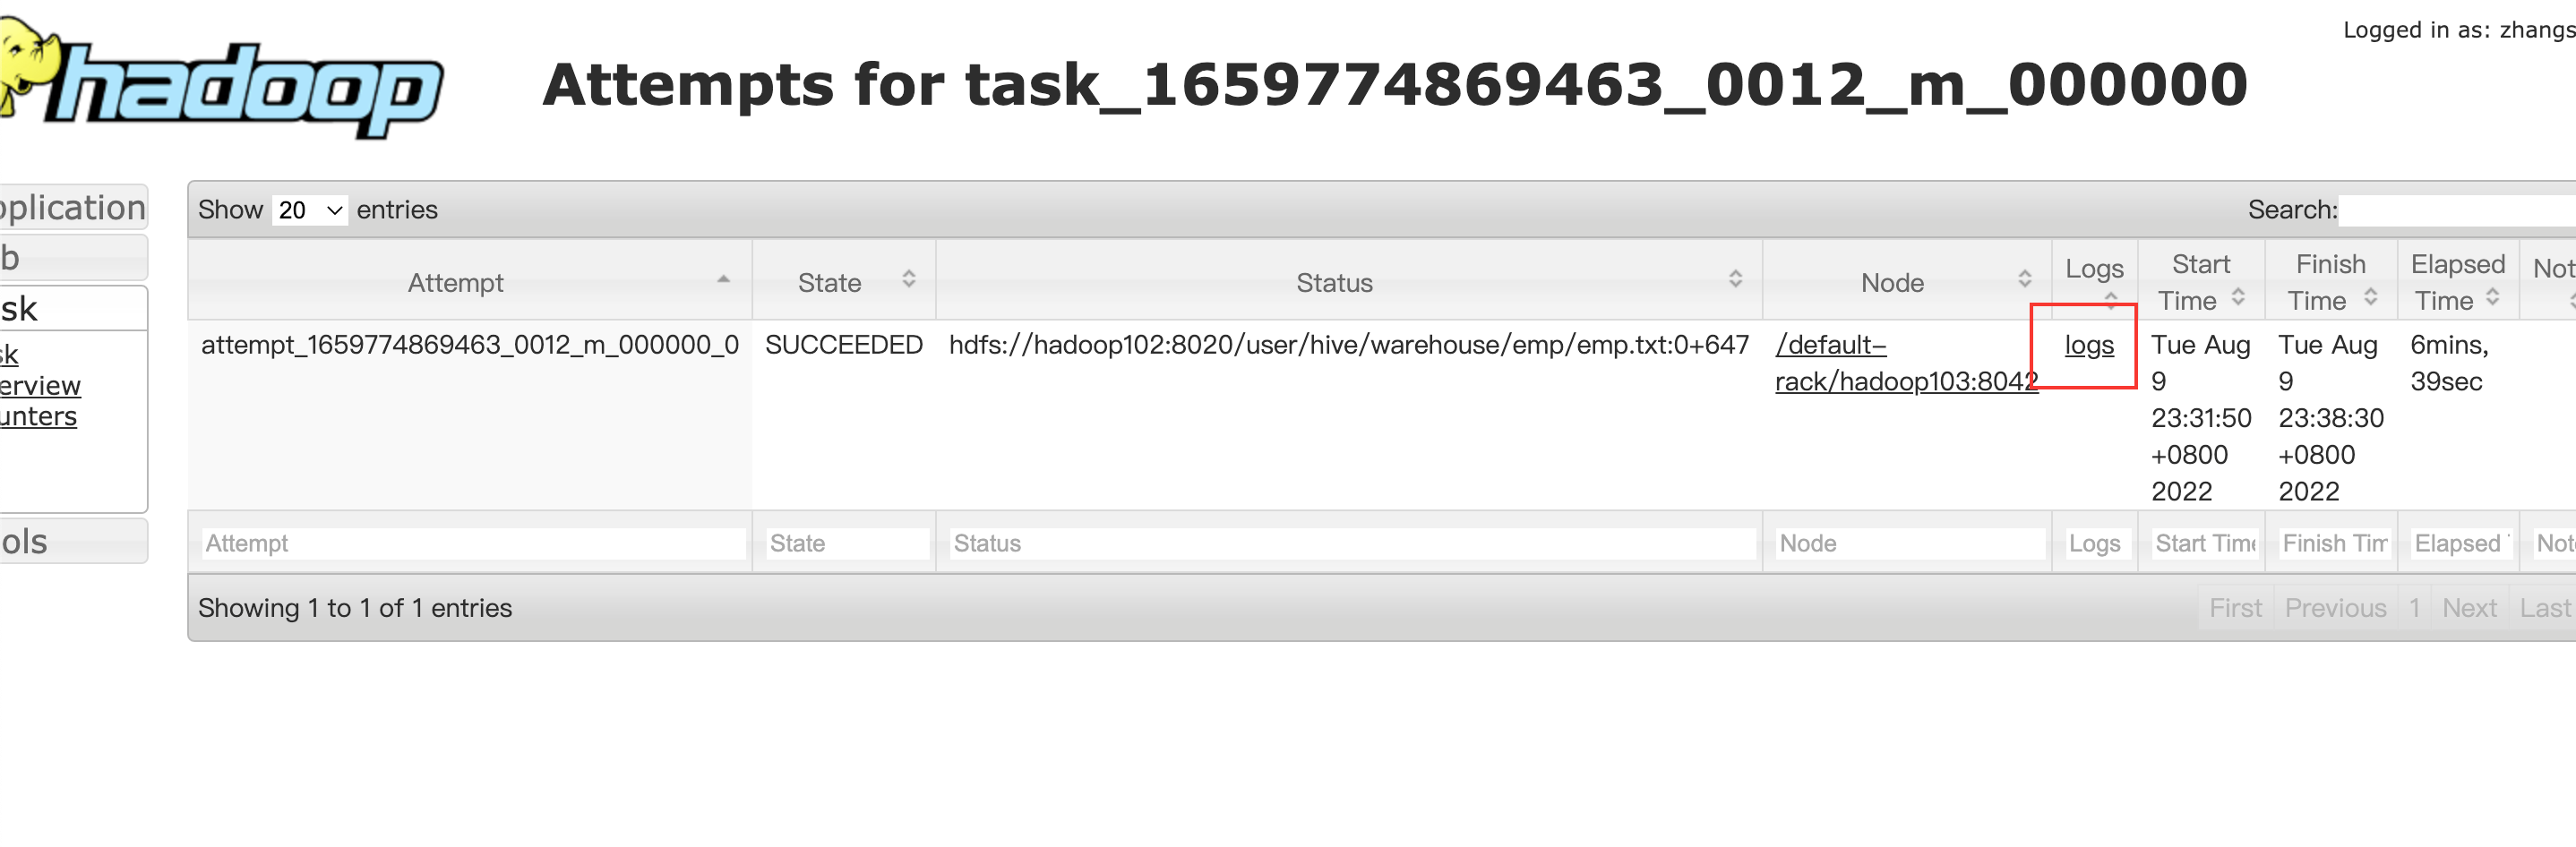 hadoop
Logged in as: zhangs
Attempts for task_1659774869463_0012_m_000000
pplication
b
sk
sk
erview
unters
ols
Show 20 entries
Search:
Attempt State Status Node Logs Start Time Finish Time Elapsed Time Not
attempt_1659774869463_0012_m_000000_0 SUCCEEDED hdfs://hadoop102:8020/user/hive/warehouse/emp/emp.txt:0+647 /default- logs Tue Aug Tue Aug 6mins,
rack/hadoop103:8042 9 9 39sec
23:31:50 23:38:30
+0800 +0800
2022 2022
Attempt State Status Node Logs Start Time Finish Tim Elapsed Not
Showing 1 to 1 of 1 entries
First Previous 1 Next Last